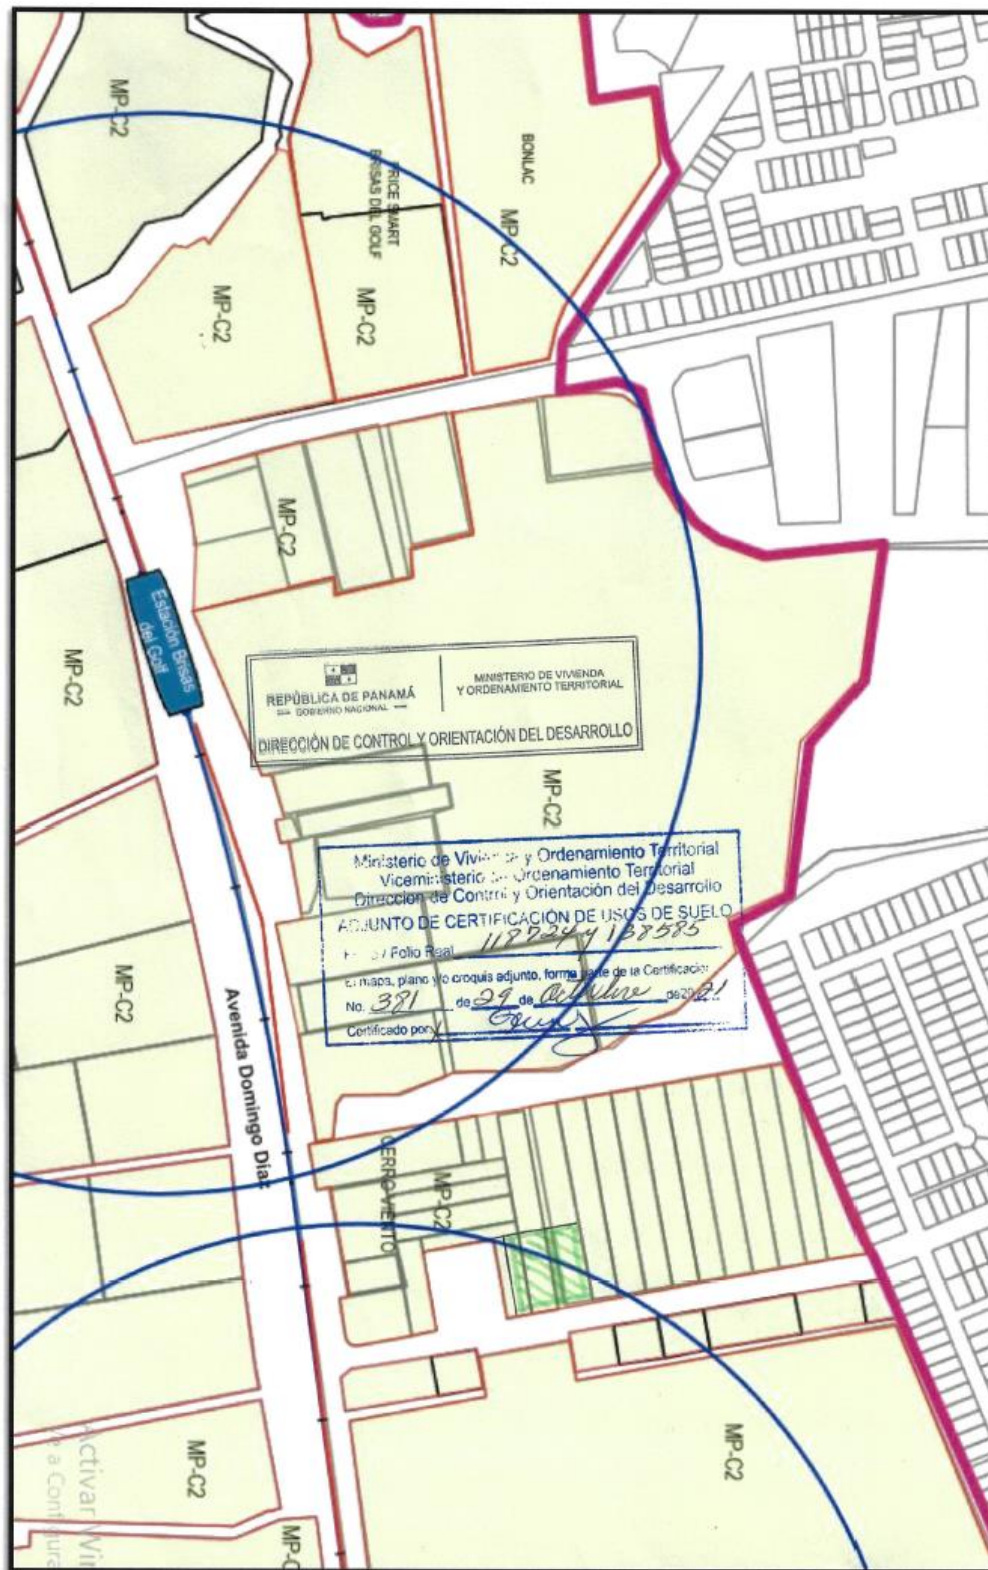 MP-C2
BONLAC
PRICE SMART
BRISAS DEL GOLF
MP-C2
MP-C2
MP-C2
MP-C2
Estación Brisas
del Golf
MP-C2
REPÚBLICA DE PANAMÁ
GOBIERNO NACIONAL
MINISTERIO DE VIVIENDA
Y ORDENAMIENTO TERRITORIAL
DIRECCIÓN DE CONTROL Y ORIENTACIÓN DEL DESARROLLO
MP-C2
Ministerio de Vivienda y Ordenamiento Territorial
Viceministerio de Ordenamiento Territorial
Dirección de Control y Orientación del Desarrollo
ADJUNTO DE CERTIFICACIÓN DE USOS DE SUELO
/ Folio Real 118724 y 138585
El mapa, plano y/o croquis adjunto, forma parte de la Certificación
No. 381 de 29 de Octubre de 2021
Certificado por
MP-C2
Avenida Domingo Díaz
CERRO VIENTO
MP-C2
MP-C2
MP-C2
MP-C
Activar Win
Ve a Configura